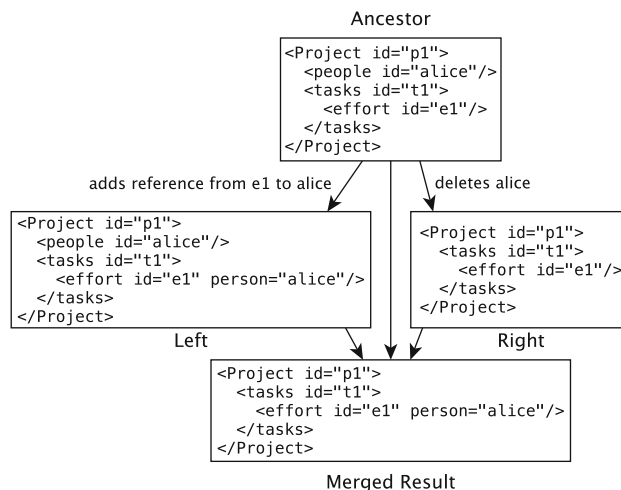 Ancestor
<Project id="p1">
  <people id="alice"/>
  <tasks id="t1">
    <effort id="e1"/>
  </tasks>
</Project>
adds reference from e1 to alice
deletes alice
<Project id="p1">
  <people id="alice"/>
  <tasks id="t1">
    <effort id="e1" person="alice"/>
  </tasks>
</Project>
Left
<Project id="p1">
  <tasks id="t1">
    <effort id="e1"/>
  </tasks>
</Project>
Right
<Project id="p1">
  <tasks id="t1">
    <effort id="e1" person="alice"/>
  </tasks>
</Project>
Merged Result